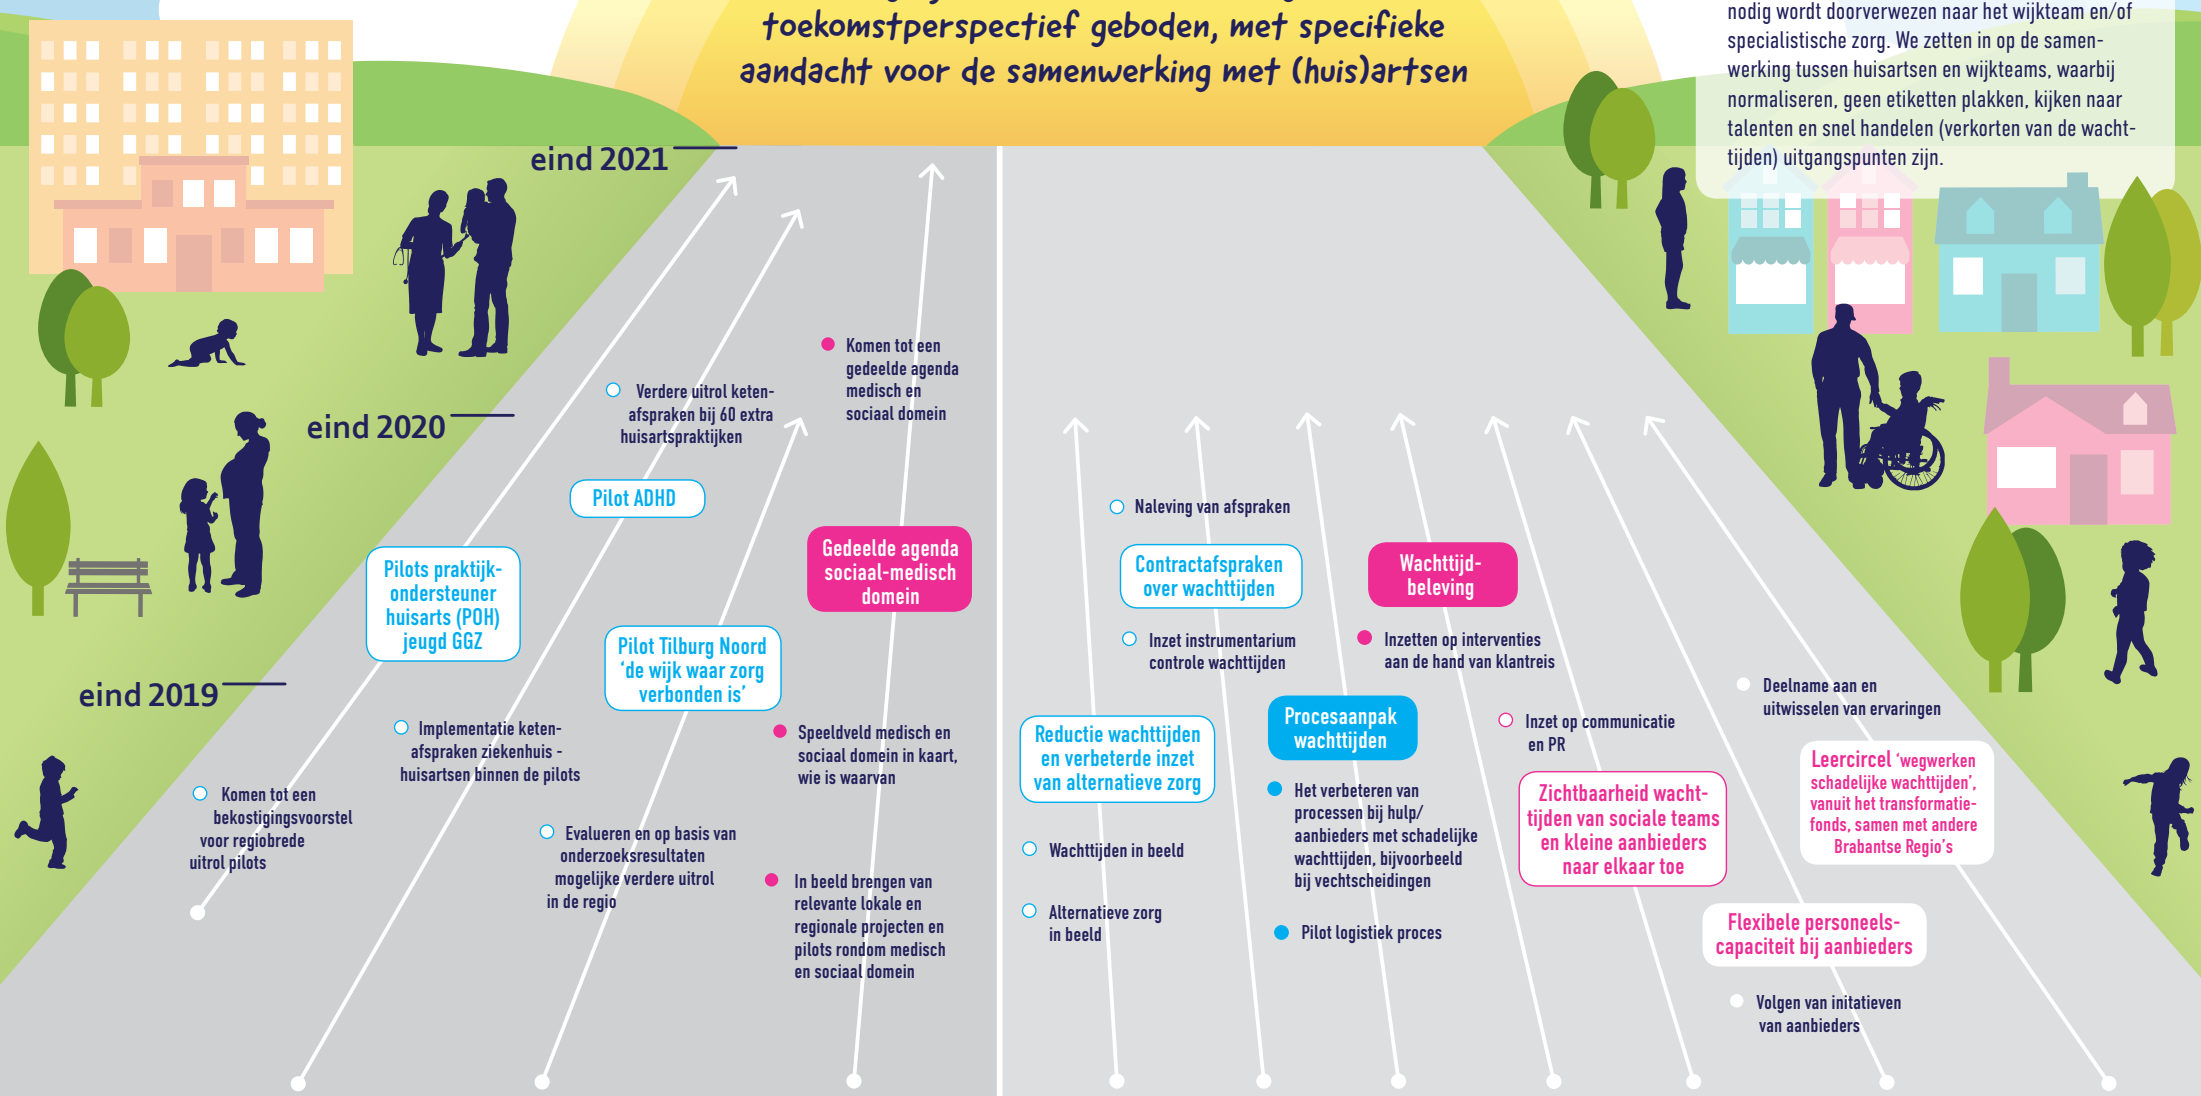 toekomstperspectief geboden, met specifieke
aandacht voor de samenwerking met (huis)artsen
nodig wordt doorverwezen naar het wijkteam en/of
specialistische zorg. We zetten in op de samen-
werking tussen huisartsen en wijkteams, waarbij
normaliseren, geen etiketten plakken, kijken naar
talenten en snel handelen (verkorten van de wacht-
tijden) uitgangspunten zijn.
eind 2021
eind 2020
eind 2019
Komen tot een
gedeelde agenda
medisch en
sociaal domein
Verdere uitrol keten-
afspraken bij 60 extra
huisartspraktijken
Pilot ADHD
Gedeelde agenda
sociaal-medisch
domein
Pilots praktijk-
ondersteuner
huisarts (POH)
jeugd GGZ
Pilot Tilburg Noord
‘de wijk waar zorg
verbonden is’
Implementatie keten-
afspraken ziekenhuis -
huisartsen binnen de pilots
Speeldveld medisch en
sociaal domein in kaart,
wie is waarvan
Komen tot een
bekostigingsvoorstel
voor regiobrede
uitrol pilots
Evalueren en op basis van
onderzoeksresultaten
mogelijke verdere uitrol
in de regio
In beeld brengen van
relevante lokale en
regionale projecten en
pilots rondom medisch
en sociaal domein
Naleving van afspraken
Contractafspraken
over wachttijden
Inzet instrumentarium
controle wachttijden
Wachttijd-
beleving
Inzetten op interventies
aan de hand van klantreis
Reductie wachttijden
en verbeterde inzet
van alternatieve zorg
Wachttijden in beeld
Alternatieve zorg
in beeld
Procesaanpak
wachttijden
Het verbeteren van
processen bij hulp/
aanbieders met schadelijke
wachttijden, bijvoorbeeld
bij vechtscheidingen
Pilot logistiek proces
Inzet op communicatie
en PR
Zichtbaarheid wacht-
tijden van sociale teams
en kleine aanbieders
naar elkaar toe
Deelname aan en
uitwisselen van ervaringen
Leercircel ‘wegwerken
schadelijke wachttijden’,
vanuit het transformatie-
fonds, samen met andere
Brabantse Regio’s
Flexibele personeels-
capaciteit bij aanbieders
Volgen van initatieven
van aanbieders